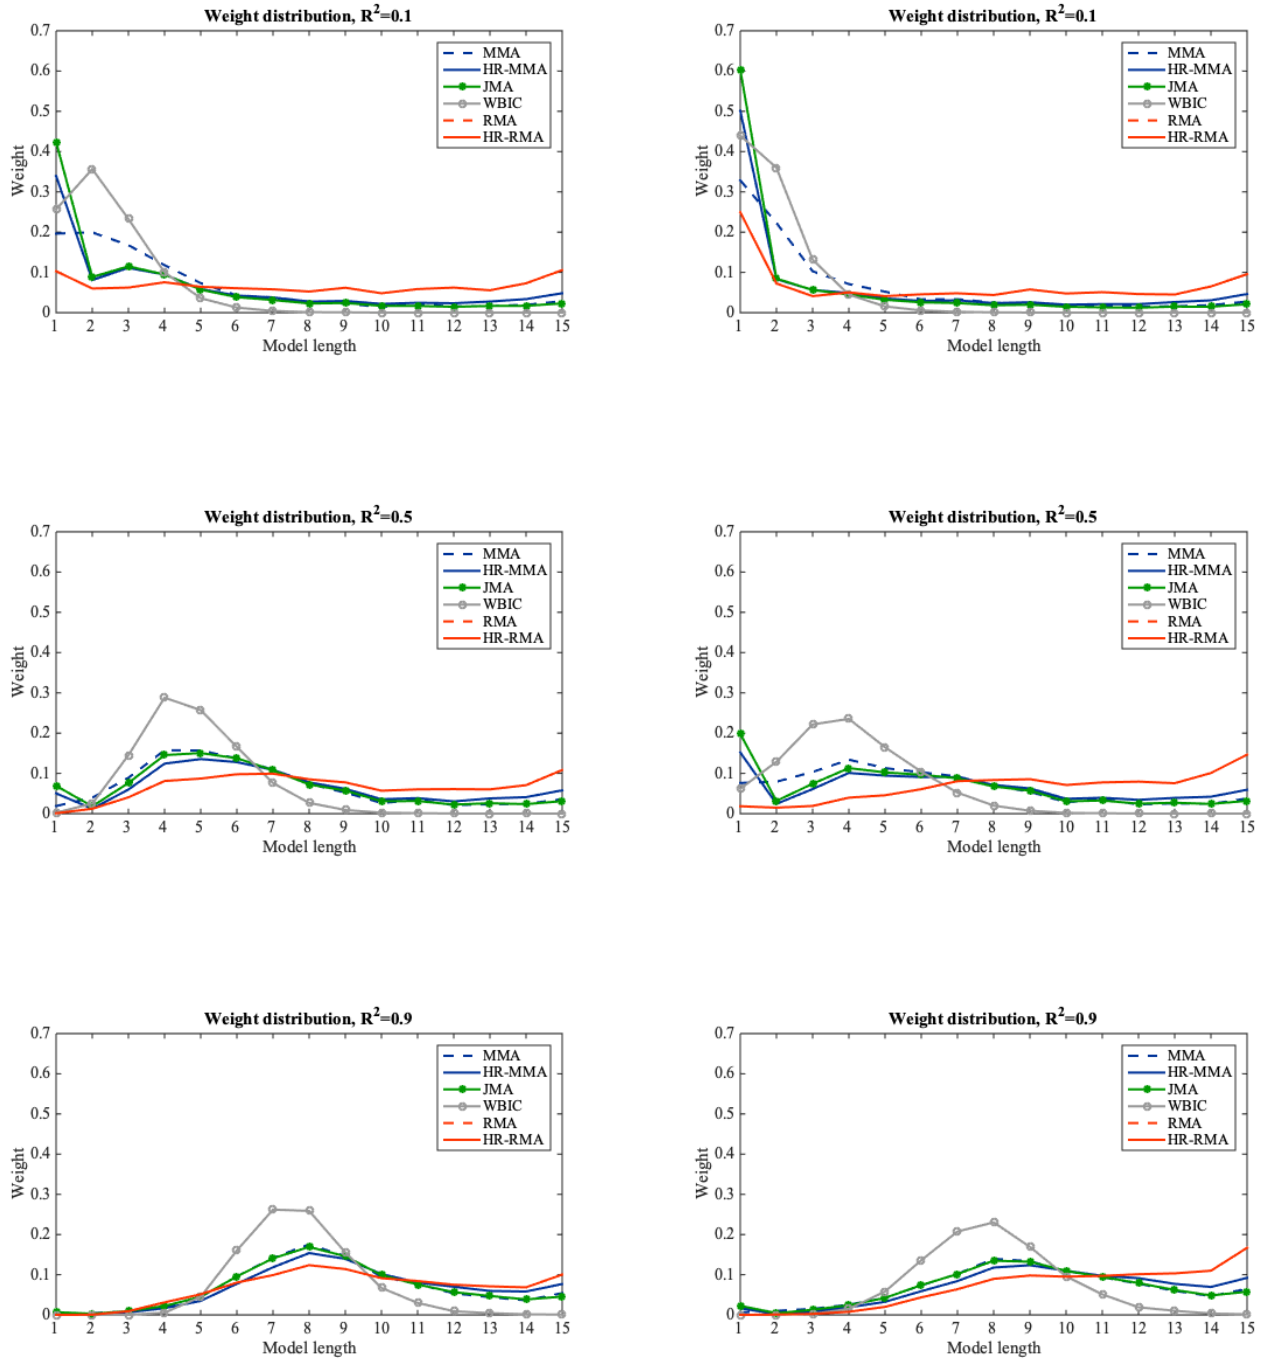 Weight distribution, R²=0.1
0.7
0.6
0.5
0.4
0.3
0.2
0.1
0
Weight
MMA
HR-MMA
JMA
WBIC
RMA
HR-RMA
1 2 3 4 5 6 7 8 9 10 11 12 13 14 15
Model length
Weight distribution, R²=0.1
0.7
0.6
0.5
0.4
0.3
0.2
0.1
0
Weight
MMA
HR-MMA
JMA
WBIC
RMA
HR-RMA
1 2 3 4 5 6 7 8 9 10 11 12 13 14 15
Model length
Weight distribution, R²=0.5
0.7
0.6
0.5
0.4
0.3
0.2
0.1
0
Weight
MMA
HR-MMA
JMA
WBIC
RMA
HR-RMA
1 2 3 4 5 6 7 8 9 10 11 12 13 14 15
Model length
Weight distribution, R²=0.5
0.7
0.6
0.5
0.4
0.3
0.2
0.1
0
Weight
MMA
HR-MMA
JMA
WBIC
RMA
HR-RMA
1 2 3 4 5 6 7 8 9 10 11 12 13 14 15
Model length
Weight distribution, R²=0.9
0.7
0.6
0.5
0.4
0.3
0.2
0.1
0
Weight
MMA
HR-MMA
JMA
WBIC
RMA
HR-RMA
1 2 3 4 5 6 7 8 9 10 11 12 13 14 15
Model length
Weight distribution, R²=0.9
0.7
0.6
0.5
0.4
0.3
0.2
0.1
0
Weight
MMA
HR-MMA
JMA
WBIC
RMA
HR-RMA
1 2 3 4 5 6 7 8 9 10 11 12 13 14 15
Model length